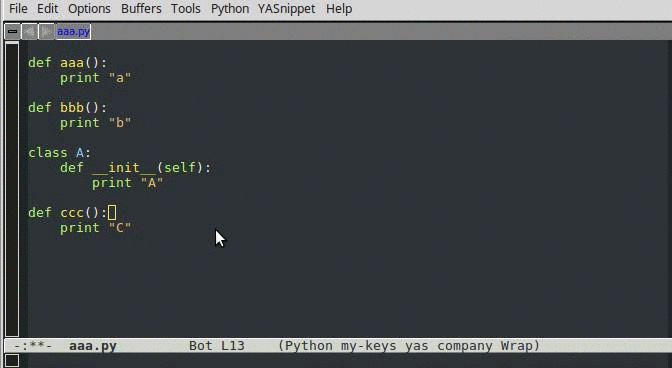 File Edit Options Buffers Tools Python YASnippet Help
aaa.py
def aaa():
    print "a"
def bbb():
    print "b"
class A:
    def __init__(self):
        print "A"
def ccc():
    print "C"
-:**-  aaa.py         Bot L13    (Python my-keys yas company Wrap)